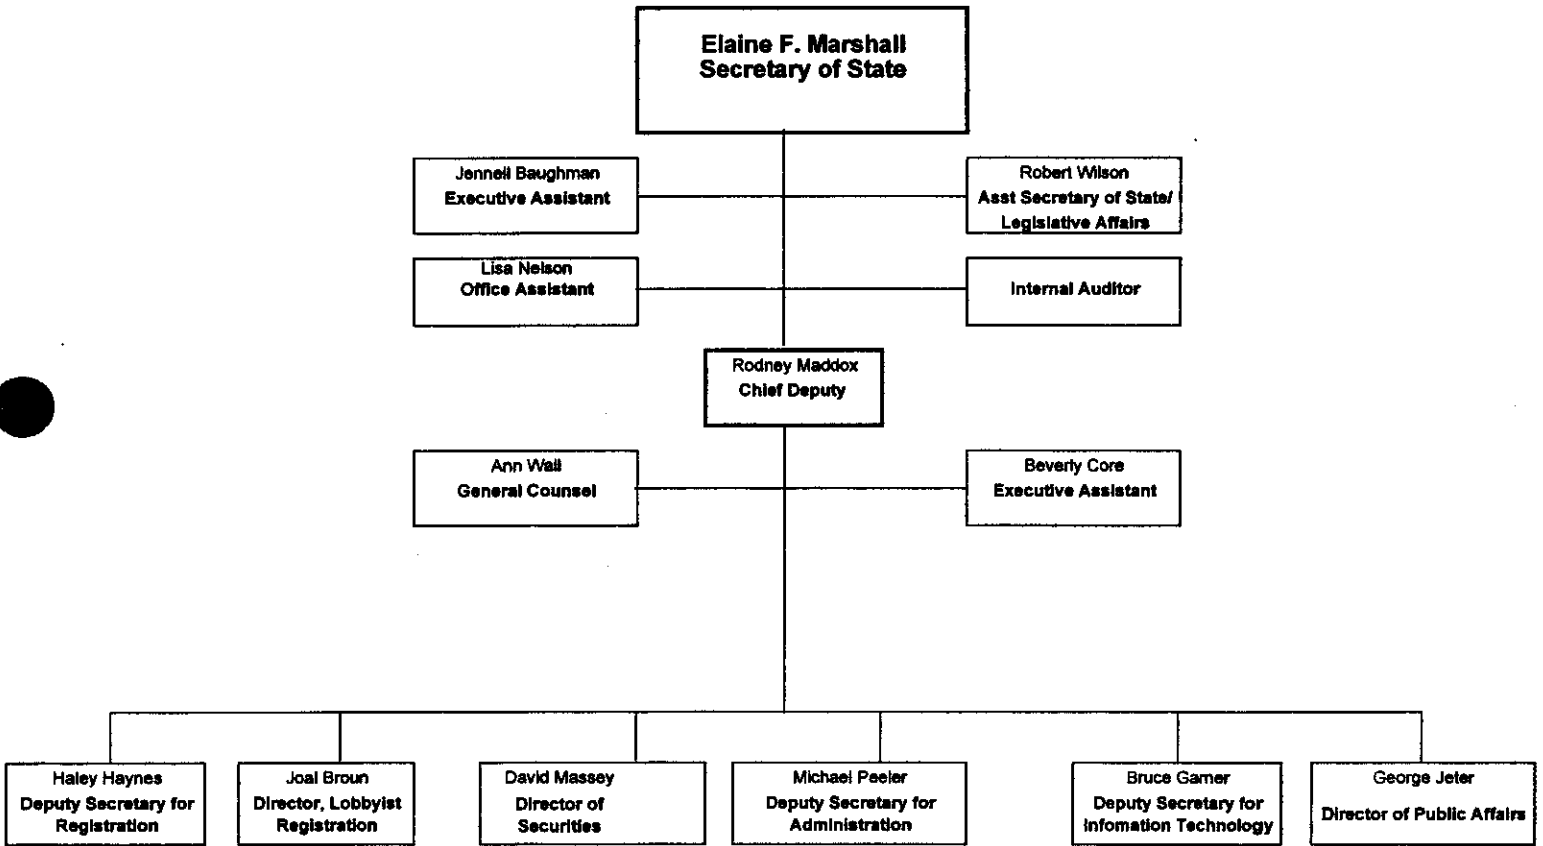 Elaine F. Marshall
Secretary of State
Jennell Baughman
Executive Assistant
Robert Wilson
Asst Secretary of State/
Legislative Affairs
Lisa Nelson
Office Assistant
Internal Auditor
Rodney Maddox
Chief Deputy
Ann Wall
General Counsel
Beverly Core
Executive Assistant
Haley Haynes
Deputy Secretary for
Registration
Joal Broun
Director, Lobbyist
Registration
David Massey
Director of
Securities
Michael Peeler
Deputy Secretary for
Administration
Bruce Garner
Deputy Secretary for
Infomation Technology
George Jeter
Director of Public Affairs